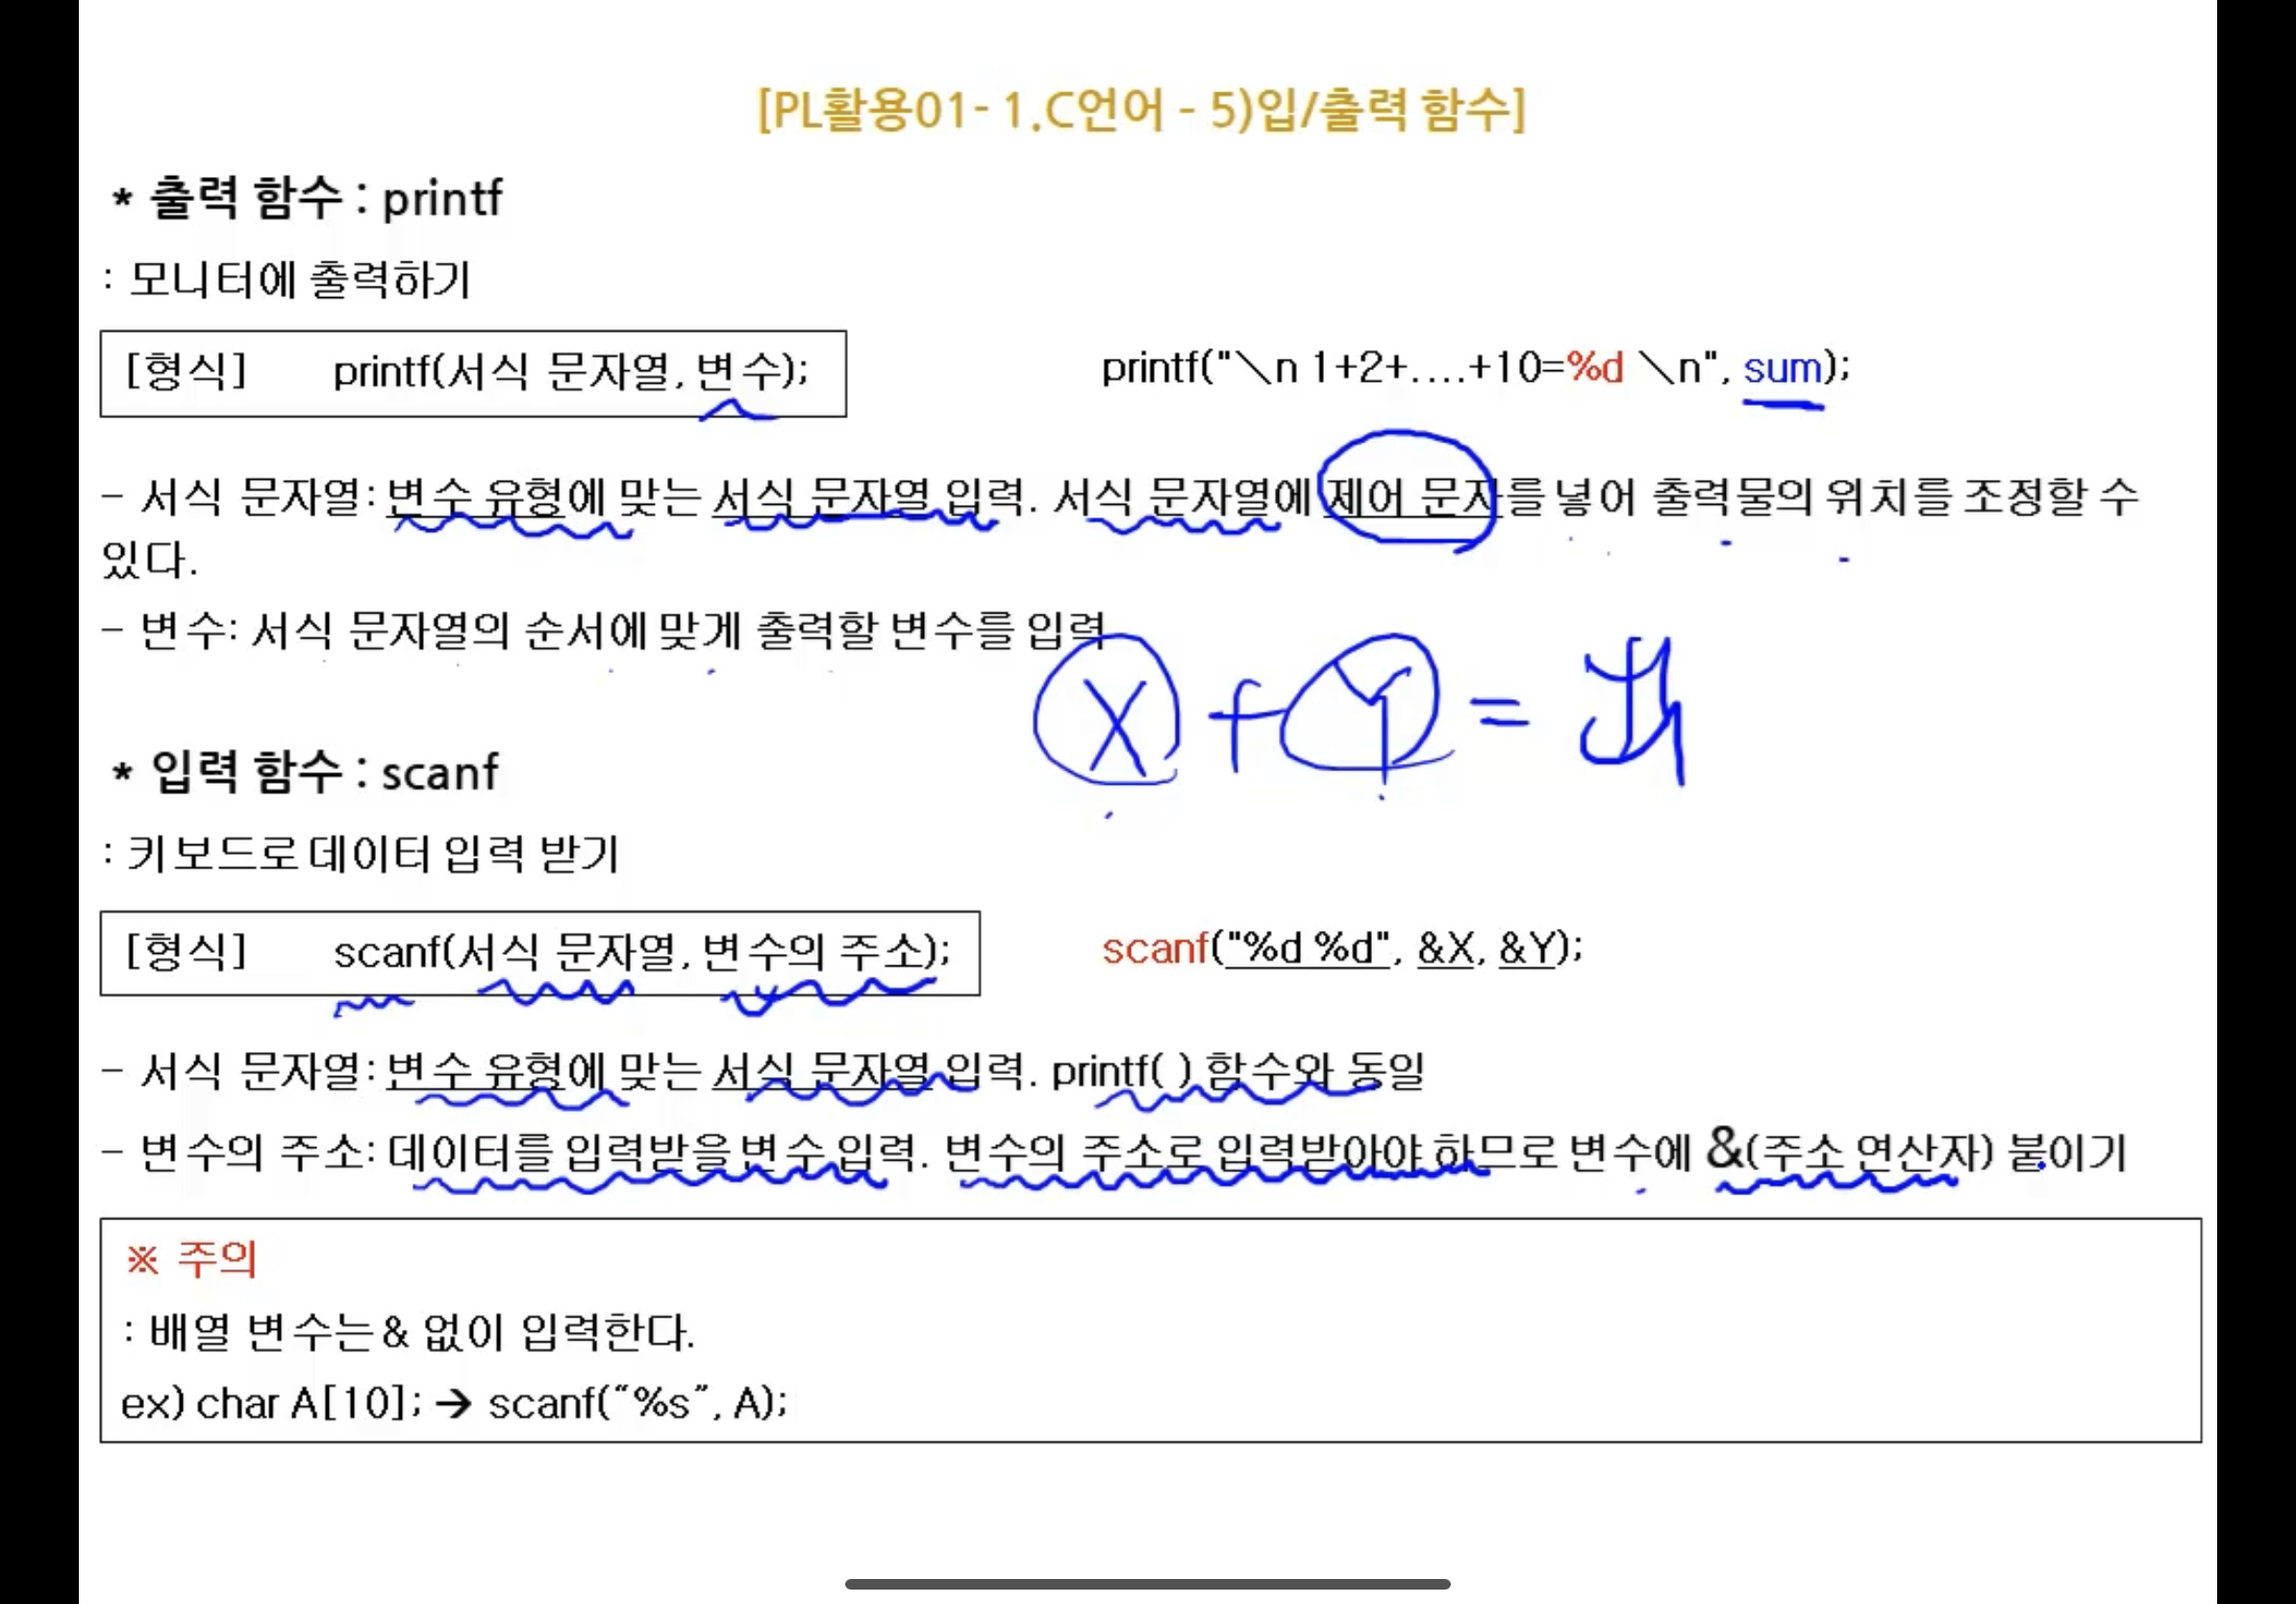 [PL활용01- 1.C언어 - 5)입/출력 함수]
* 출력 함수 : printf
: 모니터에 출력하기
[형식] printf(서식 문자열, 변수);
printf("\n 1+2+....+10=%d \n", sum);
- 서식 문자열: 변수 유형에 맞는 서식 문자열 입력. 서식 문자열에 제어 문자를 넣어 출력물의 위치를 조정할 수
있다.
- 변수: 서식 문자열의 순서에 맞게 출력할 변수를 입력
X + Y =
* 입력 함수 : scanf
: 키보드로 데이터 입력 받기
[형식] scanf(서식 문자열, 변수의 주소);
scanf("%d %d", &X, &Y);
- 서식 문자열: 변수 유형에 맞는 서식 문자열 입력. printf( ) 함수와 동일
- 변수의 주소: 데이터를 입력받을 변수 입력. 변수의 주소로 입력받아야 하므로 변수에 &(주소 연산자) 붙이기
※ 주의
: 배열 변수는 & 없이 입력한다.
ex) char A[10]; → scanf(“%s”, A);